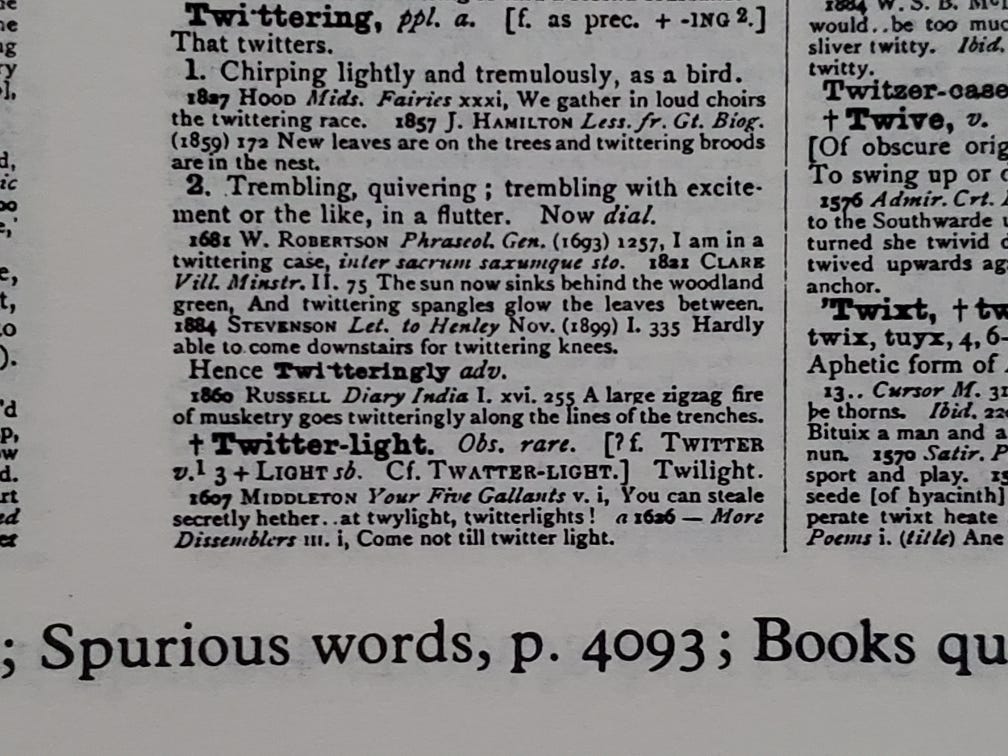 Twi·ttering, ppl. a. [f. as prec. + -ING 2.]
That twitters.
1. Chirping lightly and tremulously, as a bird.
1827 HOOD Mids. Fairies xxxi, We gather in loud choirs
the twittering race. 1857 J. HAMILTON Less. fr. Gt. Biog.
(1859) 172 New leaves are on the trees and twittering broods
are in the nest.
2. Trembling, quivering ; trembling with excite-
ment or the like, in a flutter. Now dial.
1681 W. ROBERTSON Phraseol. Gen. (1693) 1257, I am in a
twittering case, inter sacrum saxumque sto. 1821 CLARE
Vill. Minstr. II. 75 The sun now sinks behind the woodland
green, And twittering spangles glow the leaves between.
1884 STEVENSON Let. to Henley Nov. (1899) I. 335 Hardly
able to come downstairs for twittering knees.
Hence Twi·tteringly adv.
1860 RUSSELL Diary India I. xvi. 255 A large zigzag fire
of musketry goes twitteringly along the lines of the trenches.
† Twitter-light. Obs. rare. [? f. TWITTER
v.1 3 + LIGHT sb. Cf. TWATTER-LIGHT.] Twilight.
1607 MIDDLETON Your Five Gallants v. i, You can steale
secretly hether. . at twylight, twitterlights ! a 1626 — More
Dissemblers III. i, Come not till twitter light.
1884 W. S. B.
would. . be too
sliver twitty. Ibid.
twitty.
Twitzer-case
† Twive, v.
[Of obscure
To swing up or
1576 Admir. Crt.
to the Southwarde
turned she twivid
twived upwards
anchor.
'Twixt, †
twix, tuyx, 4, 6-
Aphetic form of
13. . Cursor M.
þe thorns. Ibid.
Bituix a man and a
nun. 1570 Satir. P
sport and play.
seede [of hyacinth]
perate twixt heate
Poems i. (title) Ane
; Spurious words, p. 4093 ; Books qu